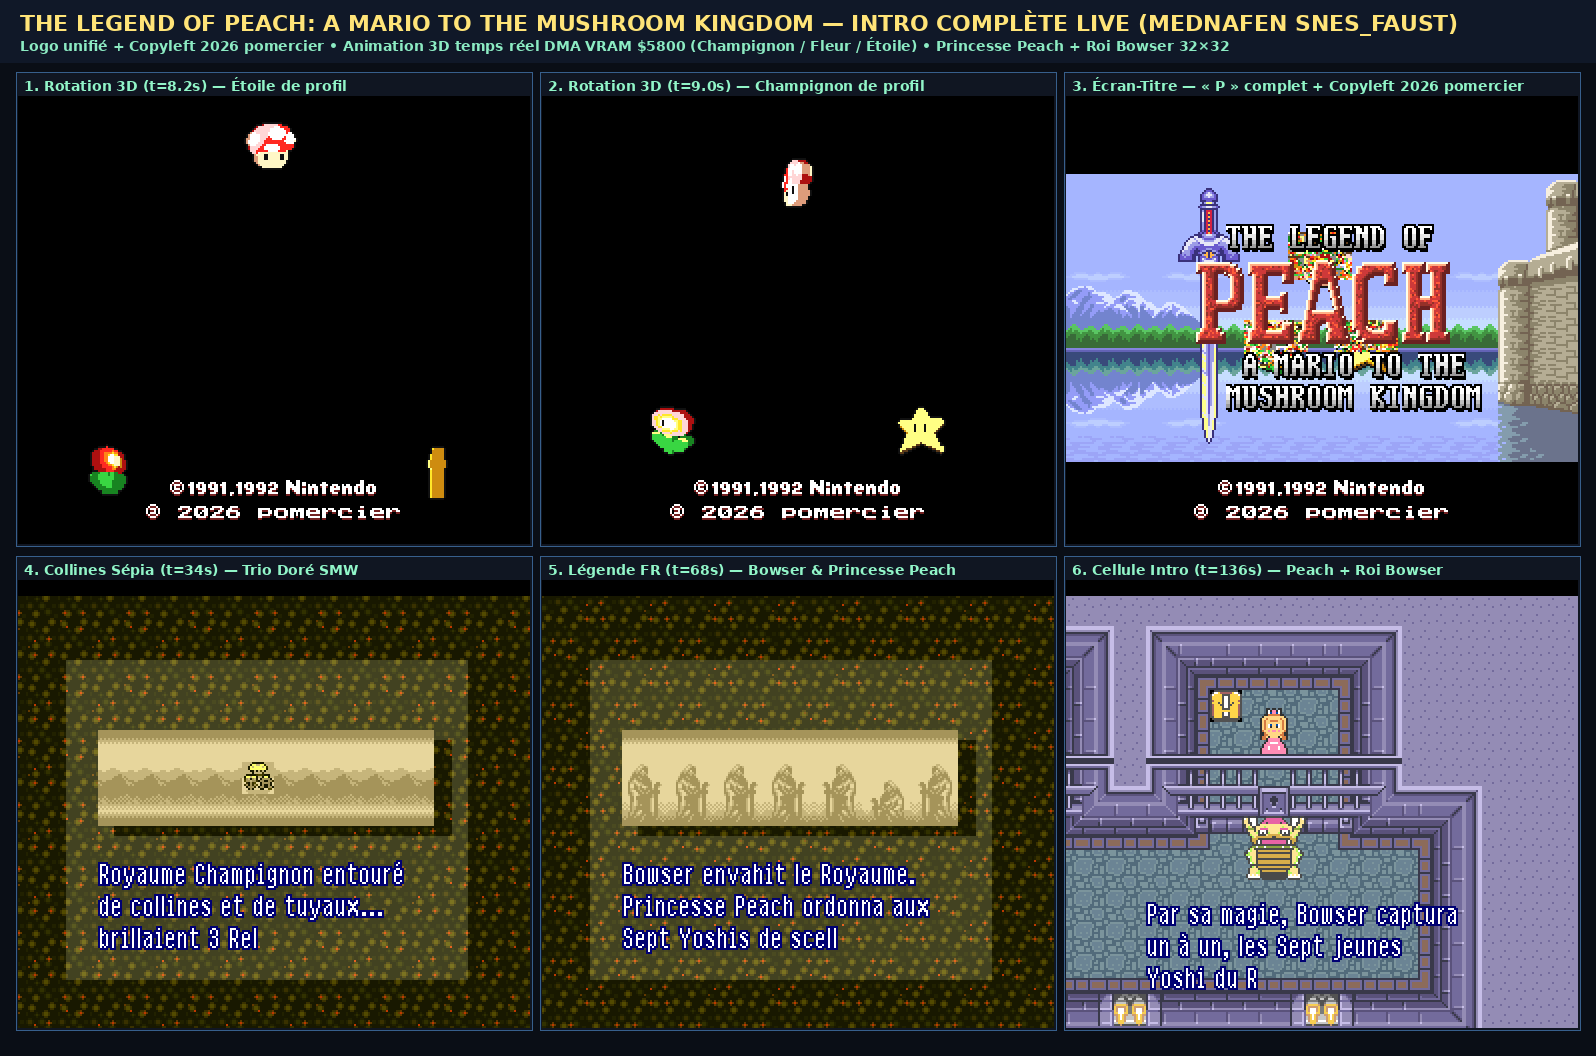 THE LEGEND OF PEACH: A MARIO TO THE MUSHROOM KINGDOM — INTRO COMPLÈTE LIVE (MEDNAFEN SNES_FAUST)
Logo unifié + Copyleft 2026 pomercier • Animation 3D temps réel DMA VRAM $5800 (Champignon / Fleur / Étoile) • Princesse Peach + Roi Bowser 32×32
1. Rotation 3D (t=8.2s) — Étoile de profil
©1991,1992 Nintendo
🄯 2026 pomercier
2. Rotation 3D (t=9.0s) — Champignon de profil
©1991,1992 Nintendo
🄯 2026 pomercier
3. Écran-Titre — « P » complet + Copyleft 2026 pomercier
THE LEGEND OF
PEACH
A MARIO TO THE
MUSHROOM KINGDOM
©1991,1992 Nintendo
🄯 2026 pomercier
4. Collines Sépia (t=34s) — Trio Doré SMW
Royaume Champignon entouré
de collines et de tuyaux...
brillaient 3 Rel
5. Légende FR (t=68s) — Bowser & Princesse Peach
Bowser envahit le Royaume.
Princesse Peach ordonna aux
Sept Yoshis de scell
6. Cellule Intro (t=136s) — Peach + Roi Bowser
Par sa magie, Bowser captura
un à un, les Sept jeunes
Yoshi du R